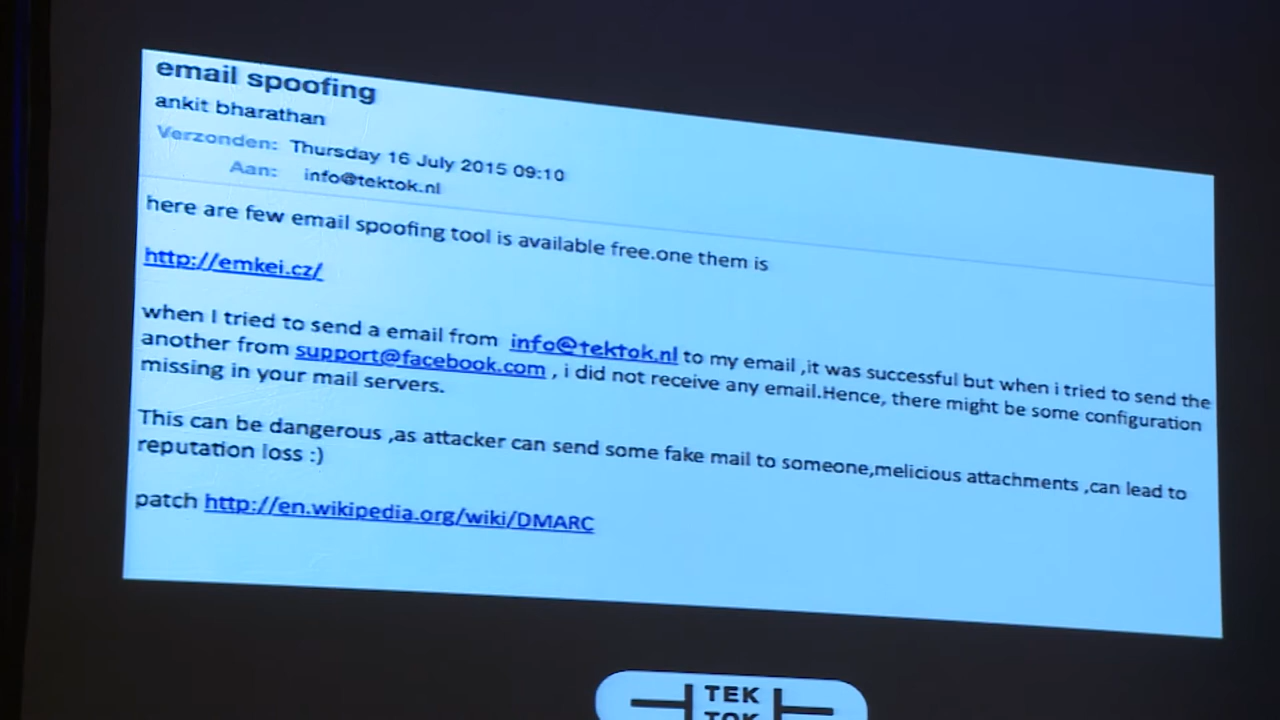 email spoofing
ankit bharathan
Verzonden: Thursday 16 July 2015 09:10
Aan: info@tektok.nl
here are few email spoofing tool is available free.one them is
http://emkei.cz/
when I tried to send a email from info@tektok.nl to my email ,it was successful but when i tried to send the
another from support@facebook.com , i did not receive any email.Hence, there might be some configuration
missing in your mail servers.
This can be dangerous ,as attacker can send some fake mail to someone,melicious attachments ,can lead to
reputation loss :)
patch http://en.wikipedia.org/wiki/DMARC
TEK
TOK